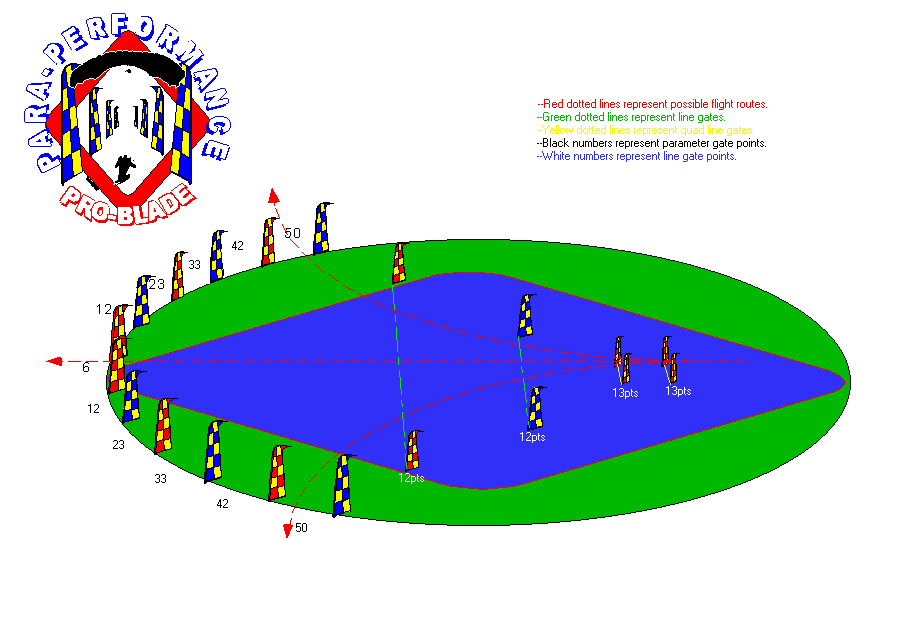 PARA-PERFORMANCE
PRO-BLADE
--Red dotted lines represent possible flight routes.
--Green dotted lines represent line gates.
--Yellow dotted lines represent quad line gates.
--Black numbers represent parameter gate points.
--White numbers represent line gate points.
50
42
33
23
12
6
13pts
13pts
12
12pts
23
12pts
33
42
50